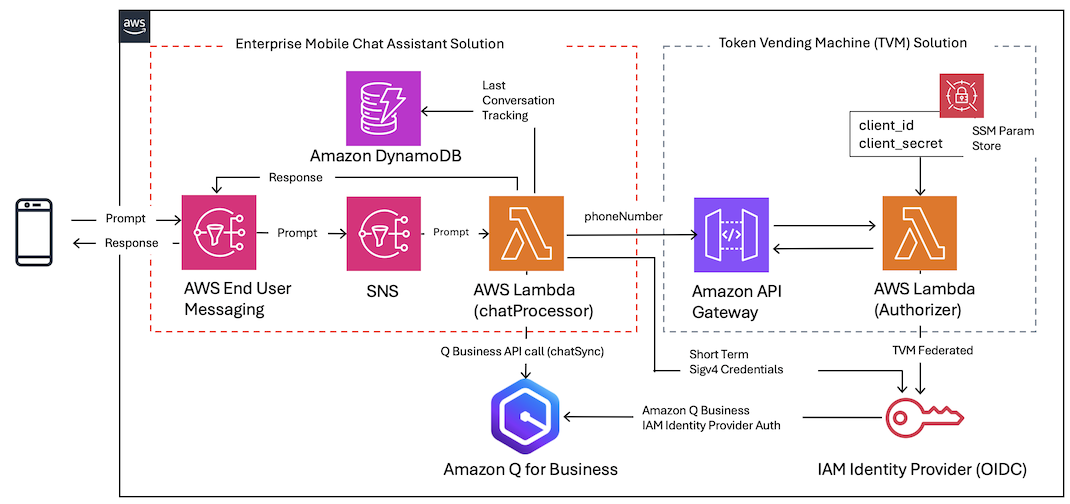 aws
Enterprise Mobile Chat Assistant Solution
Token Vending Machine (TVM) Solution
Last
Conversation
Tracking
Amazon DynamoDB
client_id
client_secret
SSM Param
Store
Response
Prompt
Response
Prompt
Prompt
phoneNumber
AWS End User
Messaging
SNS
AWS Lambda
(chatProcessor)
Amazon API
Gateway
AWS Lambda
(Authorizer)
Q Business API call (chatSync)
Short Term
Sigv4 Credentials
TVM Federated
Amazon Q Business
IAM Identity Provider Auth
Amazon Q for Business
IAM Identity Provider (OIDC)